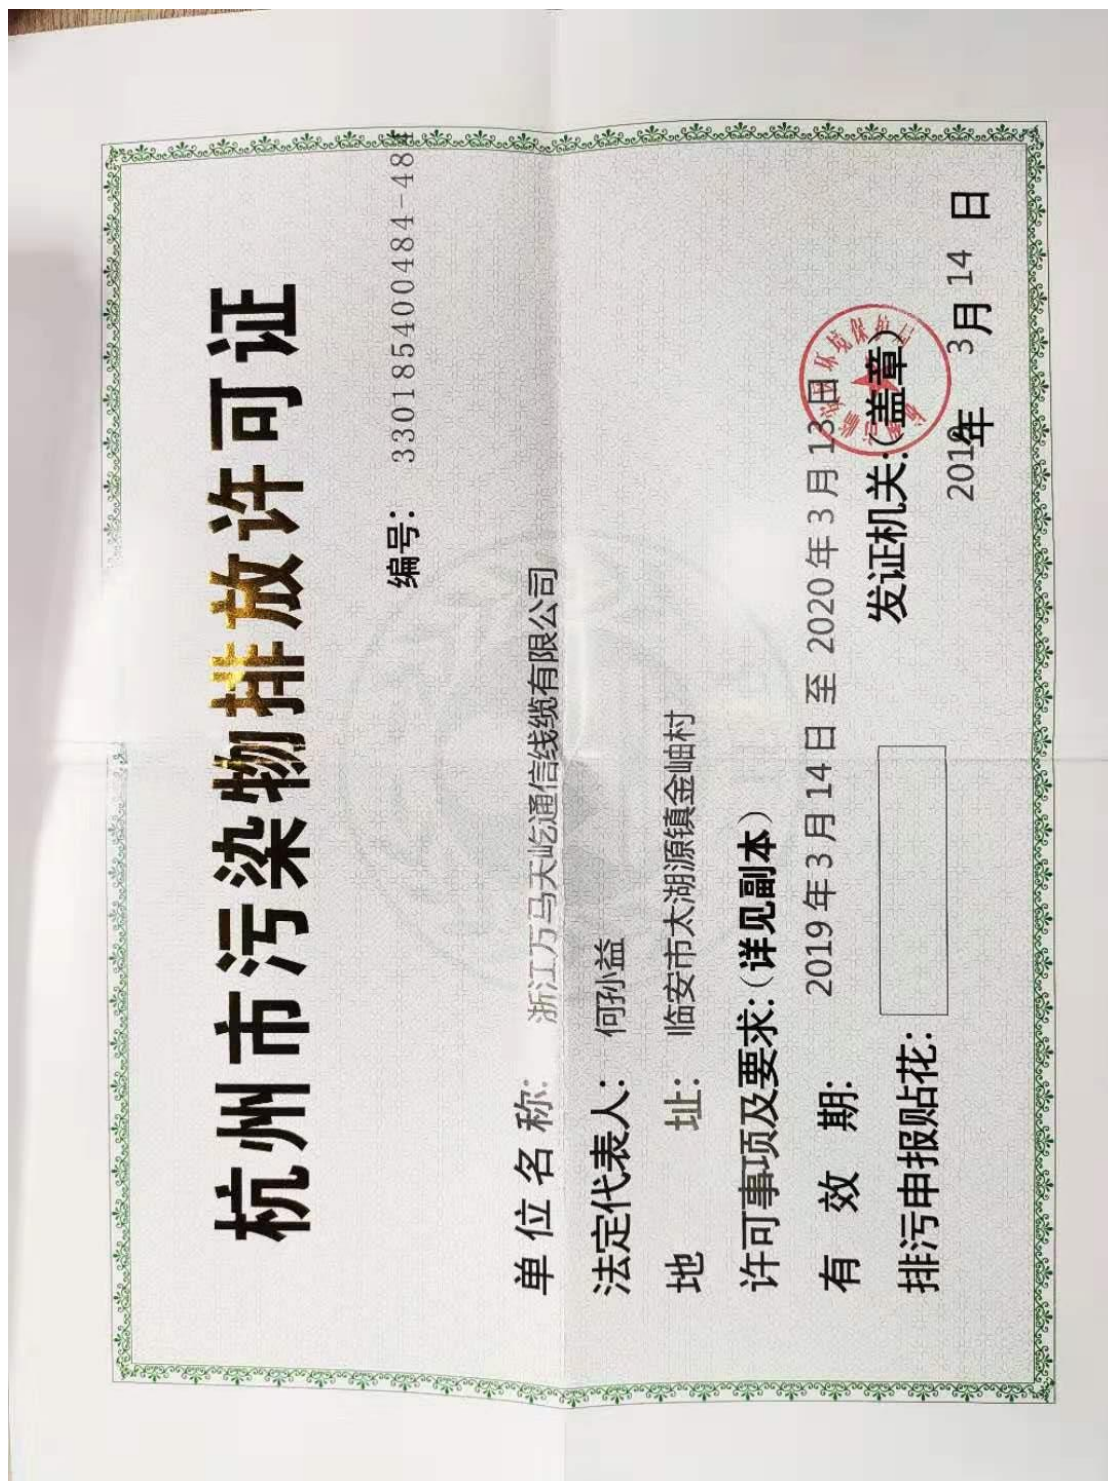 杭州市污染物排放许可证
编号：330185400484-484
单位名称：浙江万马天屹通信线缆有限公司
法定代表人：何孙益
地址：临安市太湖源镇金岫村
许可事项及要求：（详见副本）
有效期：2019年3月14日至2020年3月13日
排污申报贴花：
发证机关：（盖章）
2019年3月14日